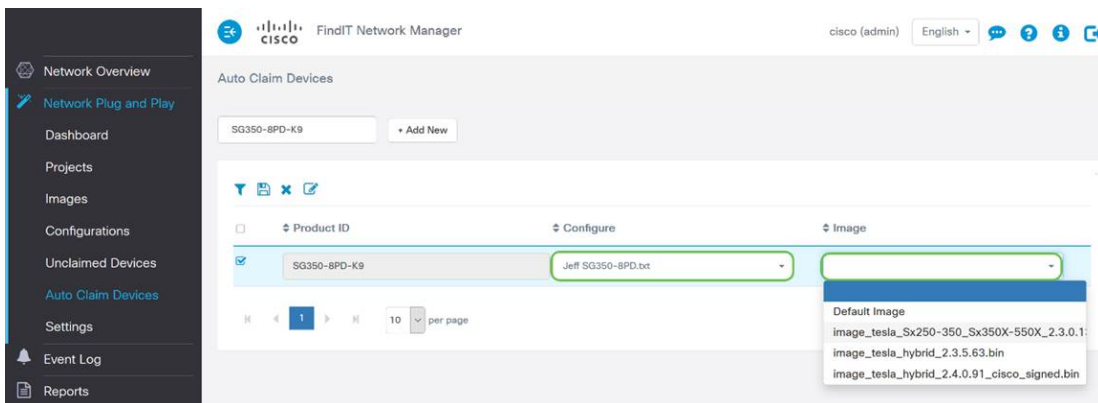 CISCO FindIT Network Manager
cisco (admin)
English
Network Overview
Network Plug and Play
Dashboard
Projects
Images
Configurations
Unclaimed Devices
Auto Claim Devices
Settings
Event Log
Reports
Auto Claim Devices
SG350-8PD-K9
+ Add New
Product ID
Configure
Image
SG350-8PD-K9
Jeff SG350-8PD.txt
1
10 per page
Default Image
image_tesla_Sx250-350_Sx350X-550X_2.3.0.1
image_tesla_hybrid_2.3.5.63.bin
image_tesla_hybrid_2.4.0.91_cisco_signed.bin